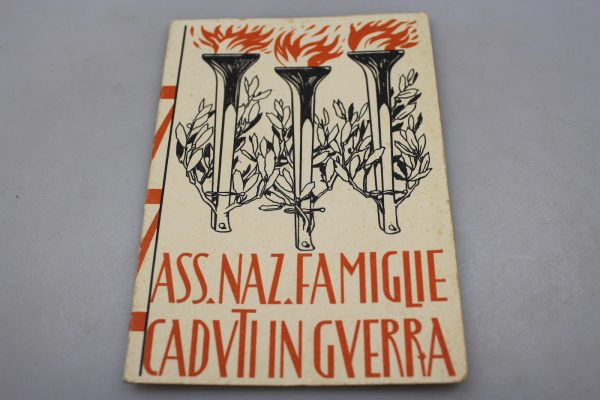 ASS.NAZ.FAMIGLIE
CADVTI IN GVERRA